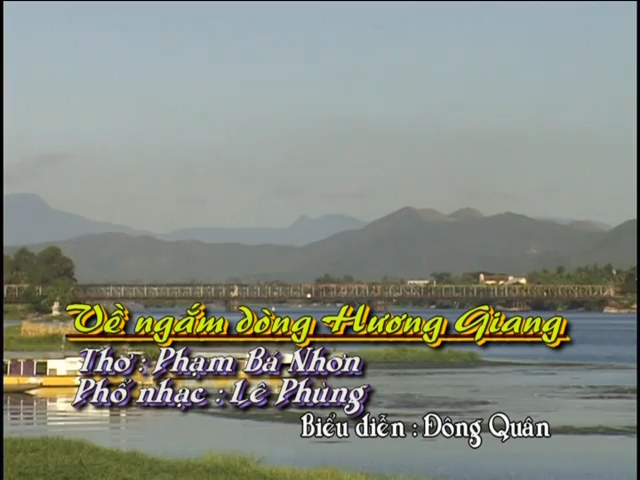 Về ngắm dòng Hương Giang
Thơ : Phạm Bá Nhơn
Phổ nhạc : Lê Phùng
Biểu diễn : Đông Quân